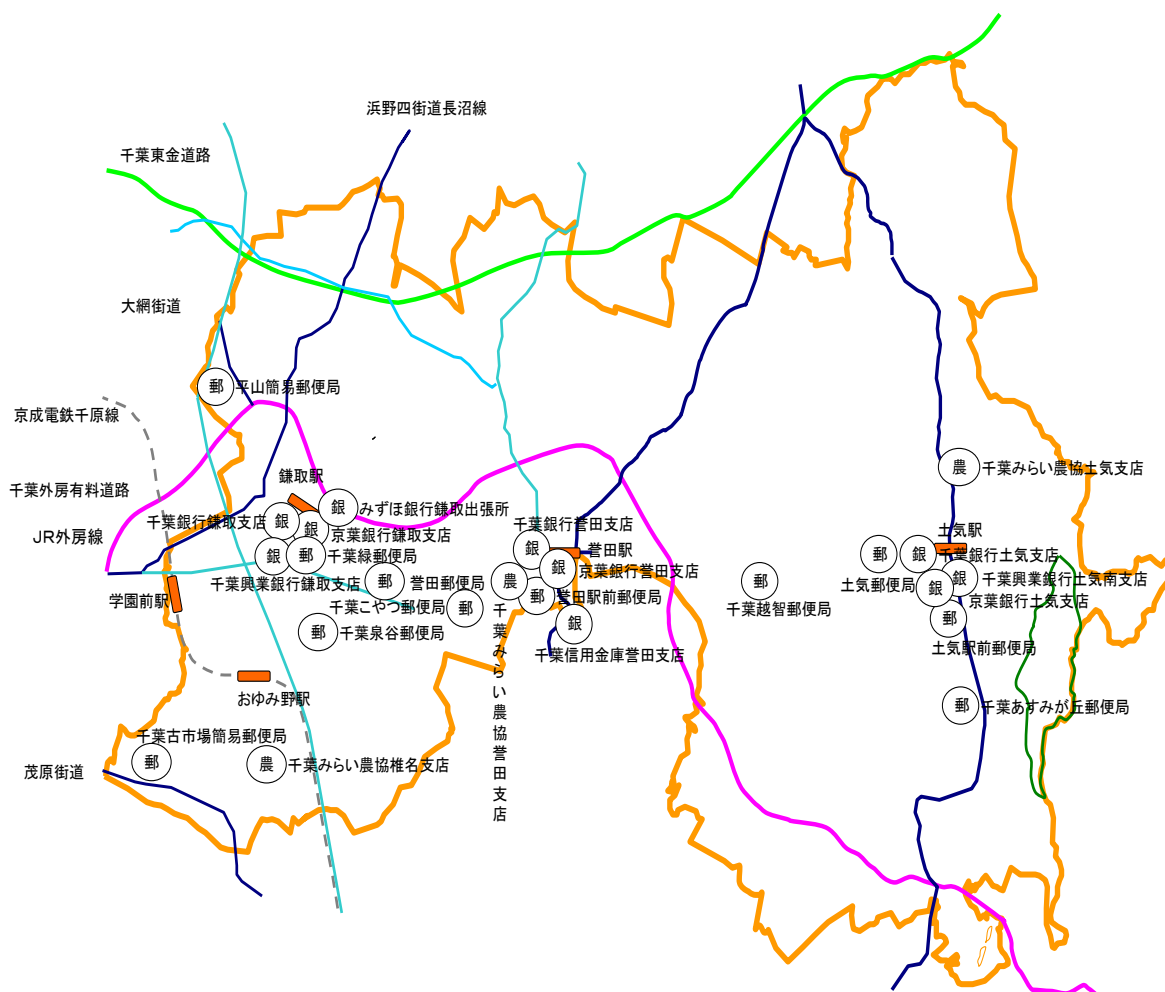 浜野四街道長沼線
千葉東金道路
大網街道
郵 平山簡易郵便局
京成電鉄千原線
千葉外房有料道路
JR外房線
鎌取駅
銀 みずほ銀行鎌取出張所
千葉銀行鎌取支店 銀
銀 京葉銀行鎌取支店
郵 千葉緑郵便局
銀 千葉興業銀行鎌取支店
郵 誉田郵便局
千葉こやつ郵便局 郵
郵 千葉泉谷郵便局
学園前駅
おゆみ野駅
千葉古市場簡易郵便局
郵
農 千葉みらい農協椎名支店
茂原街道
千葉銀行誉田支店
銀
誉田駅
銀 京葉銀行誉田支店
農
千葉みらい農協誉田支店
郵 誉田駅前郵便局
銀
千葉信用金庫誉田支店
郵
千葉越智郵便局
農 千葉みらい農協土気支店
土気駅
郵
土気郵便局
銀 千葉銀行土気支店
銀 千葉興業銀行土気南支店
銀 京葉銀行土気支店
郵
土気駅前郵便局
郵 千葉あすみが丘郵便局